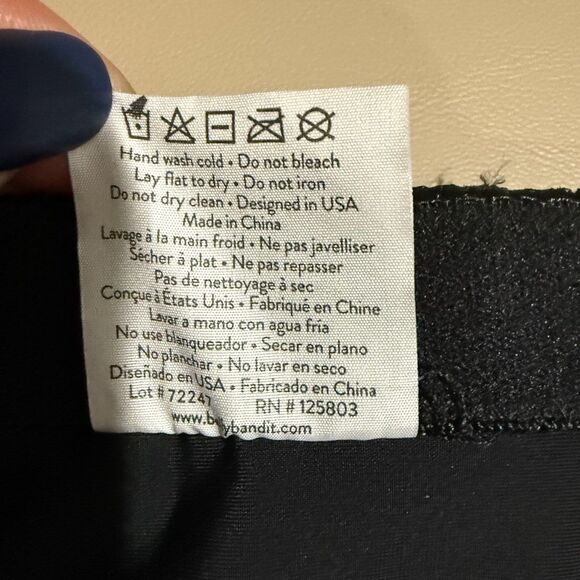 Hand wash cold • Do not bleach
Lay flat to dry • Do not iron
Do not dry clean • Designed in USA
Made in China
Lavage à la main froid • Ne pas javelliser
Sécher à plat • Ne pas repasser
Pas de nettoyage à sec
Conçue à États Unis • Fabriqué en Chine
Lavar a mano con agua fría
No use blanqueador • Secar en plano
No planchar • No lavar en seco
Diseñado en USA • Fabricado en China
Lot # 72247 RN # 125803